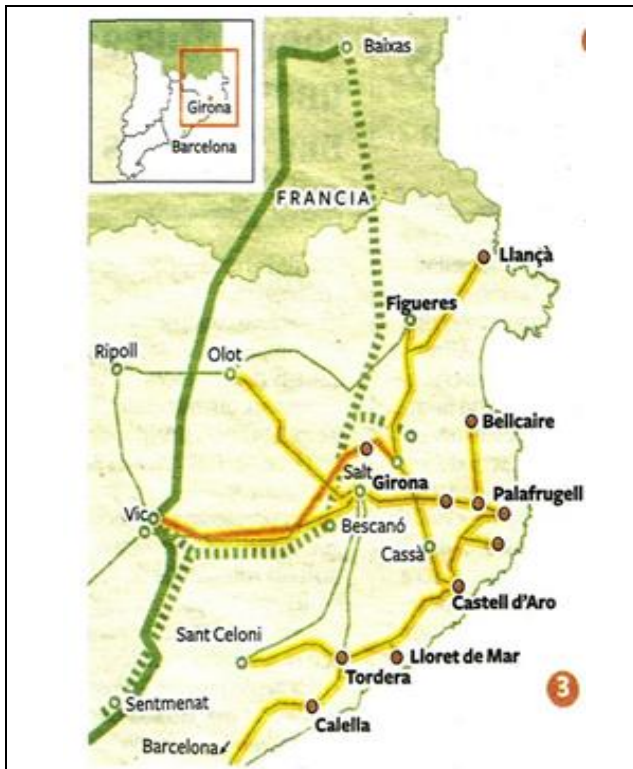 Baixas
Girona
Barcelona
FRANCIA
Llançà
Figueres
Ripoll
Olot
Bellcaire
Salt
Girona
Palafrugell
Vic
Bescanó
Cassà
Castell d'Aro
Sant Celoni
Lloret de Mar
Tordera
3
Sentmenat
Calella
Barcelona